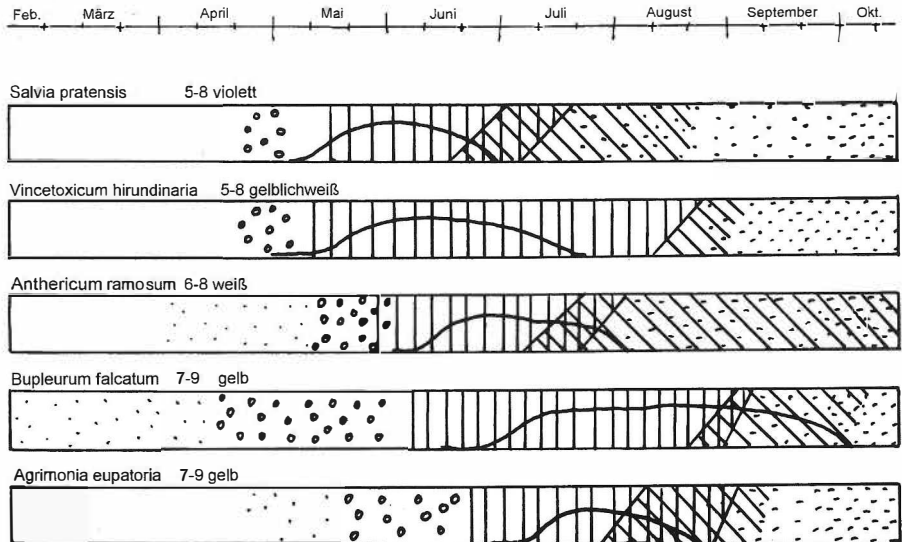 Feb. März April Mai Juni Juli August September Okt.
Salvia pratensis 5-8 violett
Vincetoxicum hirundinaria 5-8 gelblichweiß
Anthericum ramosum 6-8 weiß
Bupleurum falcatum 7-9 gelb
Agrimonia eupatoria 7-9 gelb